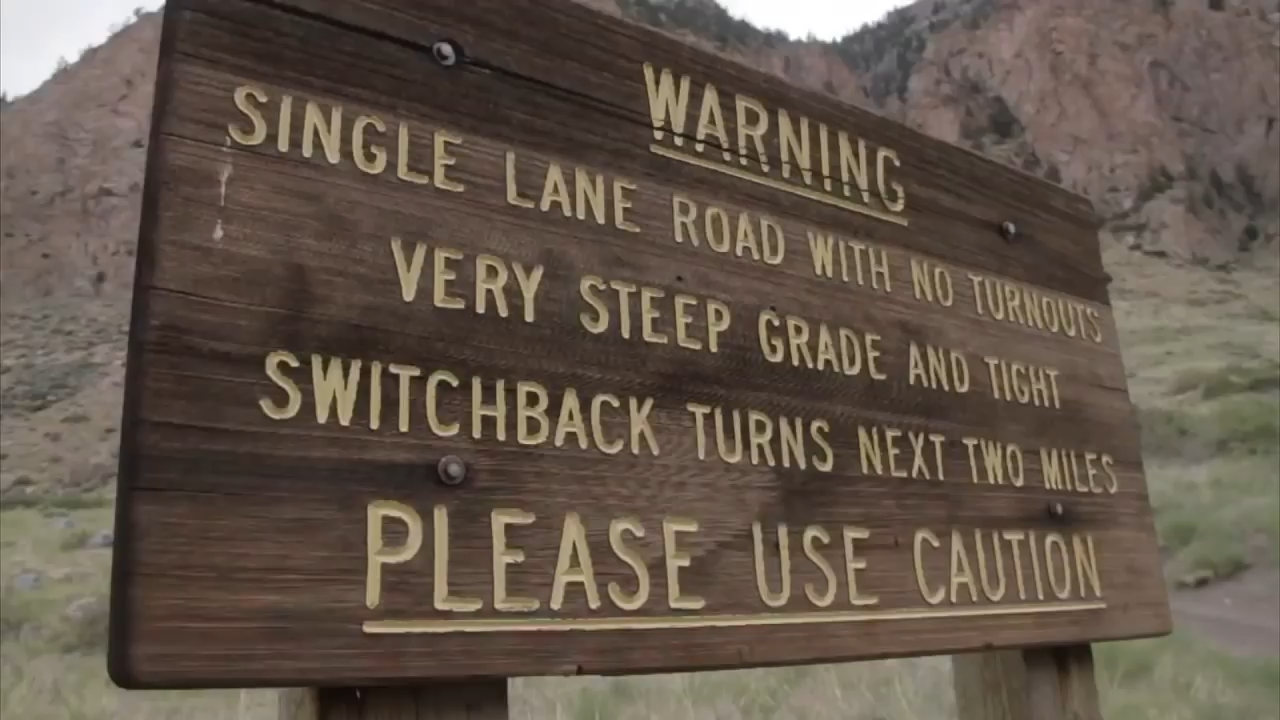 WARNING
SINGLE LANE ROAD WITH NO TURNOUTS
VERY STEEP GRADE AND TIGHT
SWITCHBACK TURNS NEXT TWO MILES
PLEASE USE CAUTION